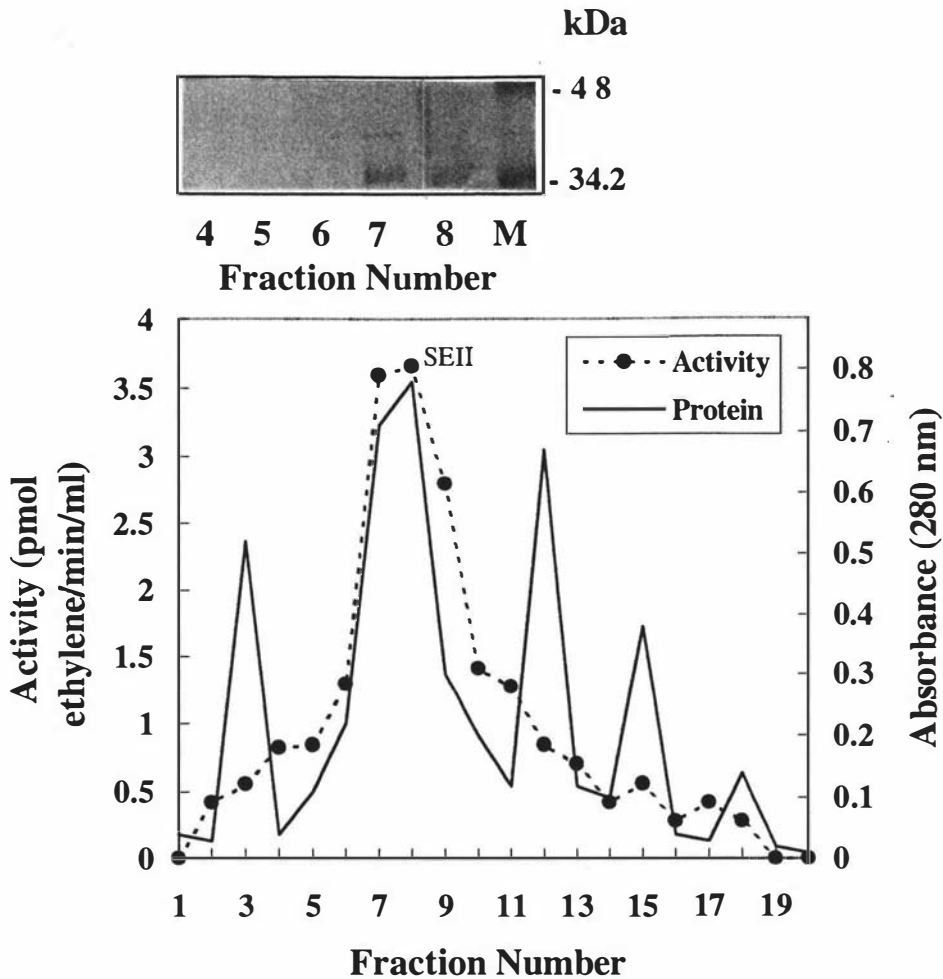 kDa
- 4 8
- 34.2
4 5 6 7 8 M
Fraction Number
4
3.5
3
2.5
2
1.5
1
0.5
0
Activity (pmol
ethylene/min/ml)
SEII
Activity
Protein
0.8
0.7
0.6
0.5
0.4
0.3
0.2
0.1
0
Absorbance (280 nm)
1 3 5 7 9 11 13 15 17 19
Fraction Number